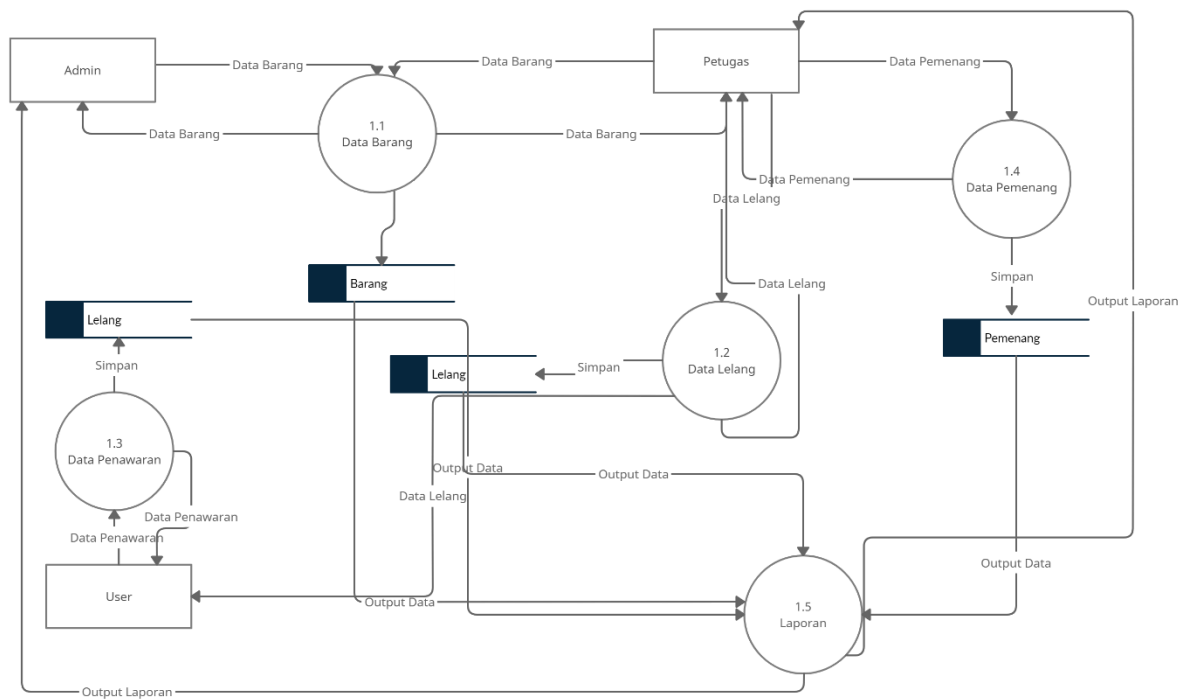 Admin
Data Barang
Data Barang
Petugas
Data Pemenang
Data Barang
1.1
Data Barang
Data Barang
1.4
Data Pemenang
Data Pemenang
Data Lelang
Simpan
Barang
Data Lelang
Output Laporan
Lelang
Pemenang
Simpan
Lelang
Simpan
1.2
Data Lelang
1.3
Data Penawaran
Output Data
Output Data
Data Lelang
Data Penawaran
Data Penawaran
Output Data
User
Output Data
1.5
Laporan
Output Laporan